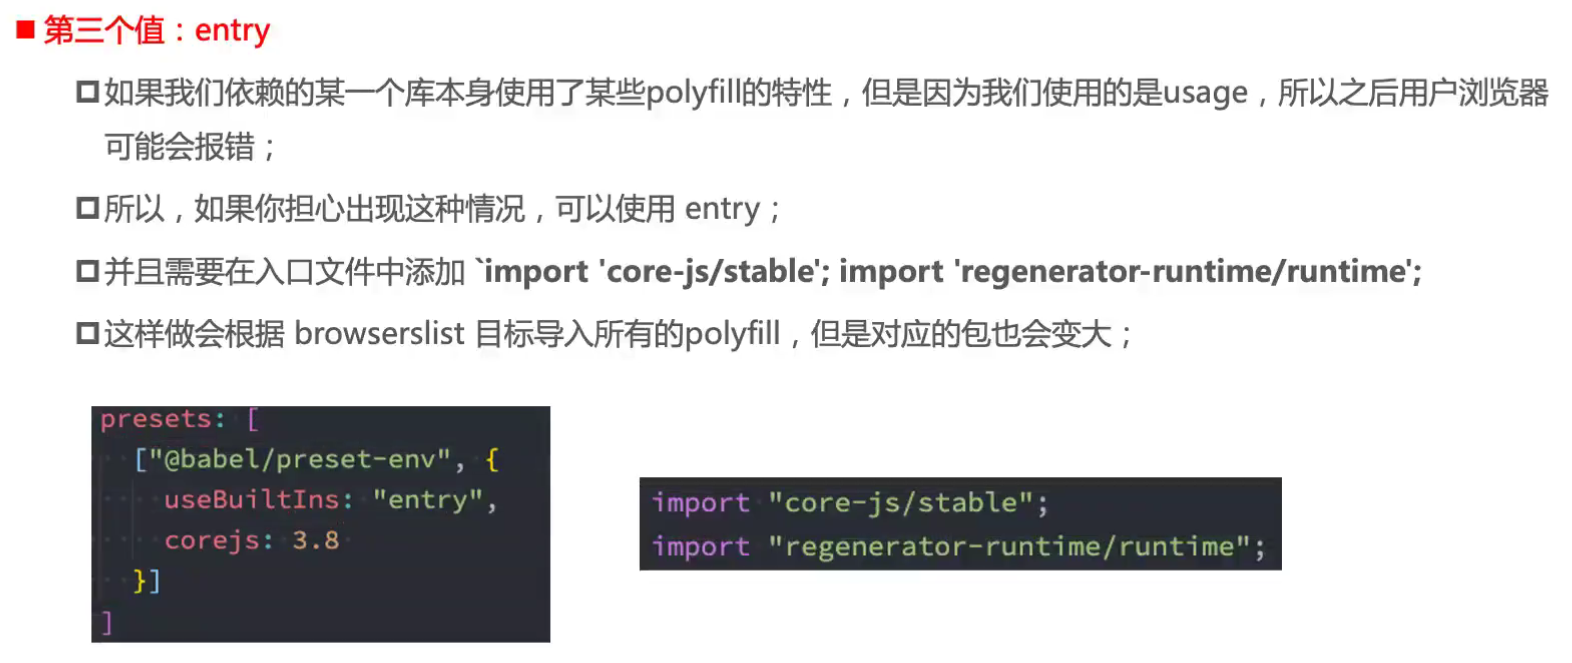 第三个值：entry
如果我们依赖的某一个库本身使用了某些polyfill的特性，但是因为我们使用的是usage，所以之后用户浏览器
可能会报错；
所以，如果你担心出现这种情况，可以使用 entry；
并且需要在入口文件中添加 `import 'core-js/stable'; import 'regenerator-runtime/runtime';
这样做会根据 browserslist 目标导入所有的polyfill，但是对应的包也会变大；
presets: [
["@babel/preset-env", {
useBuiltIns: "entry",
corejs: 3.8
}]
]
import "core-js/stable";
import "regenerator-runtime/runtime";